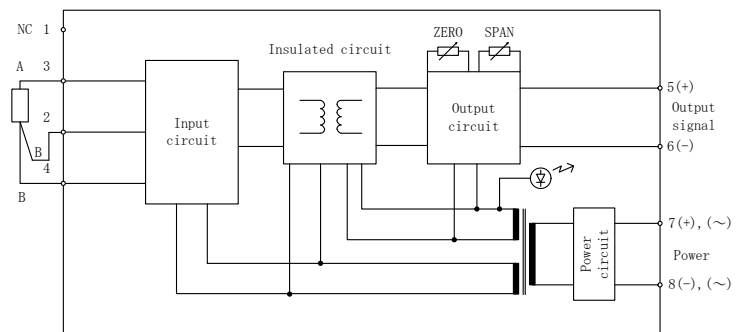 NC 1
ZERO SPAN
Insulated circuit
A 3
5(+)
Output
signal
Input
circuit
Output
circuit
2
B
4
6(-)
B
7(+),(～)
Power
circuit
Power
8(-),(～)